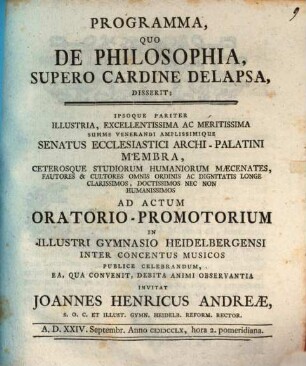 PROGRAMMA,
QUO
DE PHILOSOPHIA,
SUPERO CARDINE DELAPSA,
DISSERIT;
IPSOQUE PARITER
ILLUSTRIA, EXCELLENTISSIMA AC MERITISSIMA
SUMME VENERANDI AMPLISSIMIQUE
SENATUS ECCLESIASTICI ARCHI-PALATINI
MEMBRA,
CETEROSQUE STUDIORUM HUMANIORUM MÆCENATES,
FAUTORES & CULTORES OMNIS ORDINIS AC DIGNITATIS LONGE
CLARISSIMOS, DOCTISSIMOS NEC NON
HUMANISSIMOS
AD ACTUM
ORATORIO-PROMOTORIUM
IN
ILLUSTRI GYMNASIO HEIDELBERGENSI
INTER CONCENTUS MUSICOS
PUBLICE CELEBRANDUM,
EA, QUA CONVENIT, DEBITA ANIMI OBSERVANTIA
INVITAT
JOANNES HENRICUS ANDREÆ,
S. O. C. ET ILLUST. GYMN. HEIDELB. REFORM. RECTOR.
A. D. XXIV. Septembr. Anno CIↃIↃCCLX, hora 2. pomeridiana.